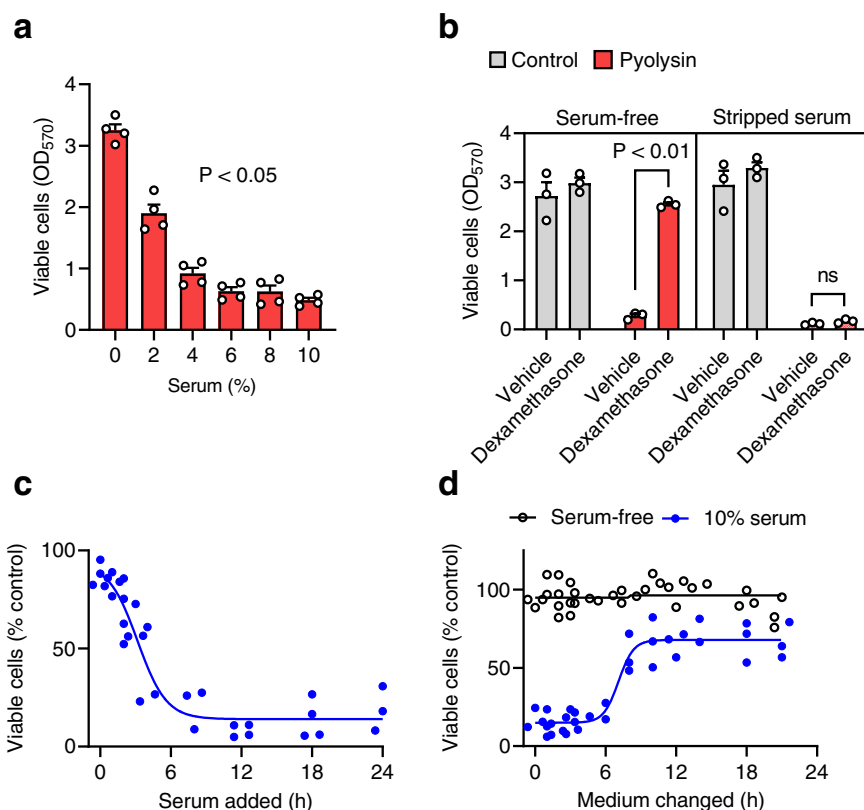 a
Viable cells (OD570)
4
3
2
1
0
P < 0.05
0 2 4 6 8 10
Serum (%)
b
Control Pyolysin
Serum-free Stripped serum
Viable cells (OD570)
4
3
2
1
0
P < 0.01
ns
Vehicle
Dexamethasone
Vehicle
Dexamethasone
Vehicle
Dexamethasone
Vehicle
Dexamethasone
c
Viable cells (% control)
100
50
0
0 6 12 18 24
Serum added (h)
d
Serum-free 10% serum
Viable cells (% control)
100
50
0
0 6 12 18 24
Medium changed (h)